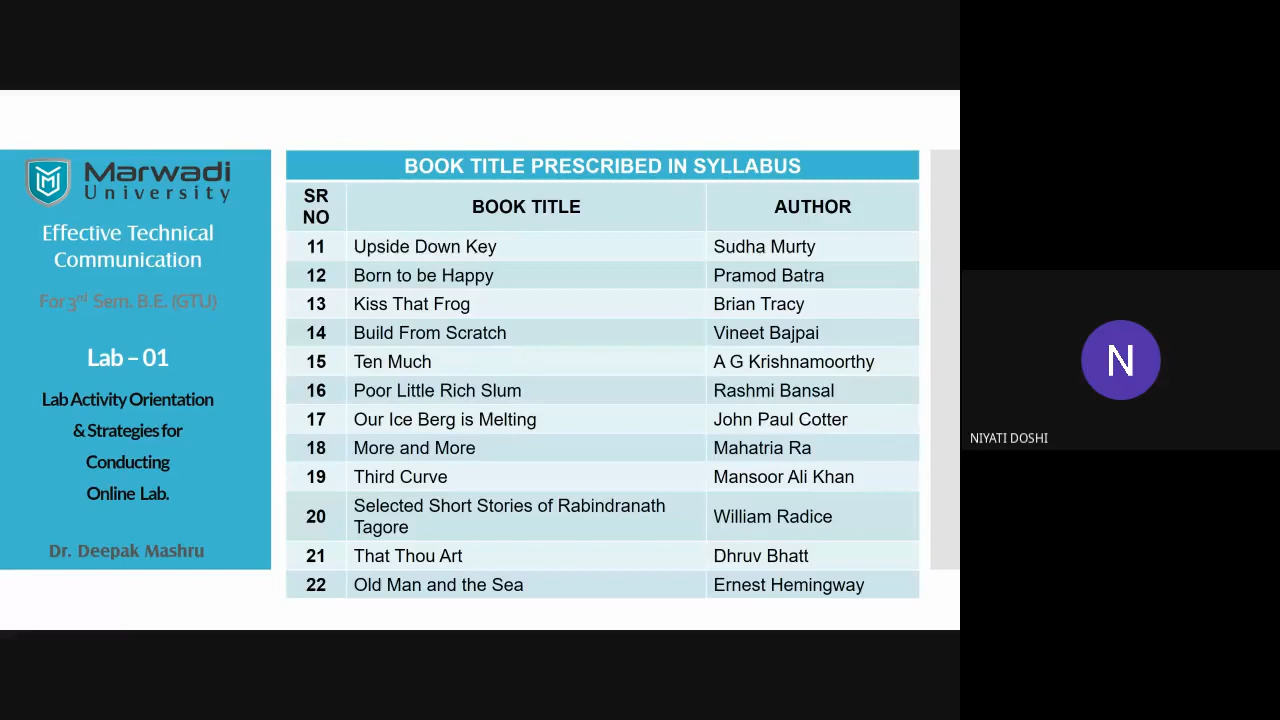 Marwadi
University
Effective Technical
Communication
For 3rd Sem. B.E. (GTU)
Lab – 01
Lab Activity Orientation
& Strategies for
Conducting
Online Lab.
Dr. Deepak Mashru
BOOK TITLE PRESCRIBED IN SYLLABUS
SR NO BOOK TITLE AUTHOR
11 Upside Down Key Sudha Murty
12 Born to be Happy Pramod Batra
13 Kiss That Frog Brian Tracy
14 Build From Scratch Vineet Bajpai
15 Ten Much A G Krishnamoorthy
16 Poor Little Rich Slum Rashmi Bansal
17 Our Ice Berg is Melting John Paul Cotter
18 More and More Mahatria Ra
19 Third Curve Mansoor Ali Khan
20 Selected Short Stories of Rabindranath Tagore William Radice
21 That Thou Art Dhruv Bhatt
22 Old Man and the Sea Ernest Hemingway
N
NIYATI DOSHI